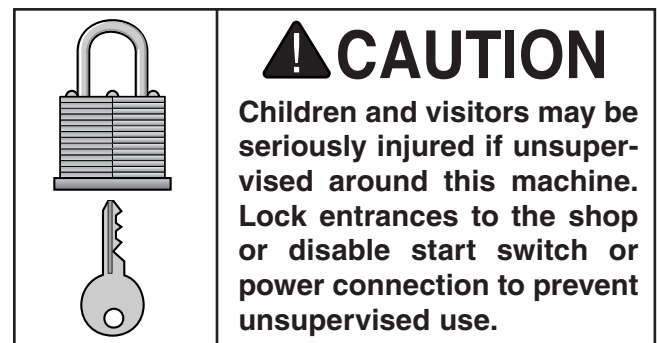 CAUTION
Children and visitors may be
seriously injured if unsuper-
vised around this machine.
Lock entrances to the shop
or disable start switch or
power connection to prevent
unsupervised use.